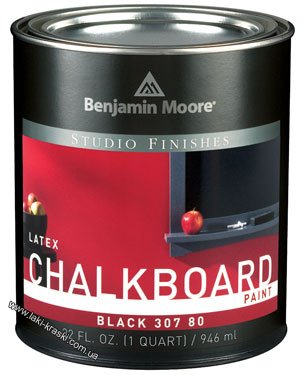 Benjamin Moore®
STUDIO FINISHES
LATEX
CHALKBOARD
PAINT
BLACK 307 80
32 FL. OZ. (1 QUART) / 946 ml
www.laki-kraski.com.ua